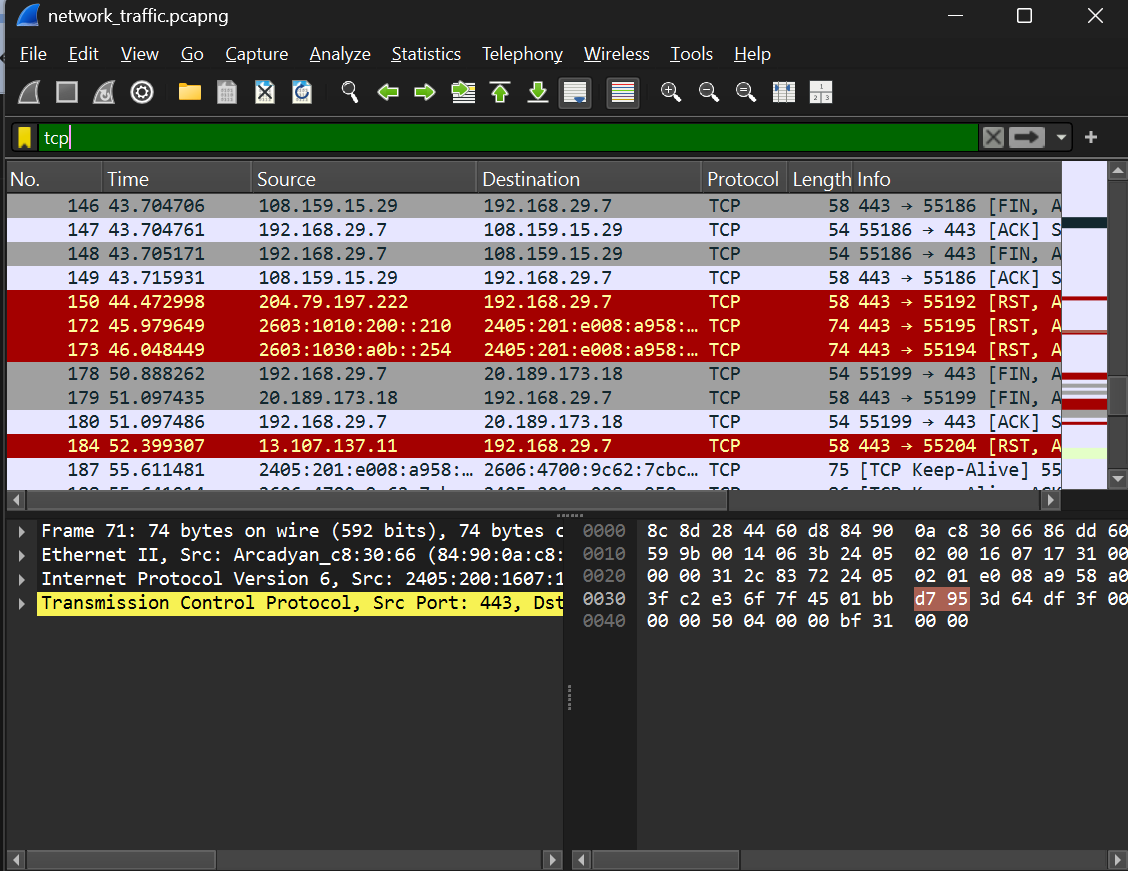 network_traffic.pcapng
File Edit View Go Capture Analyze Statistics Telephony Wireless Tools Help
tcp
No. Time Source Destination Protocol Length Info
146 43.704706 108.159.15.29 192.168.29.7 TCP 58 443 → 55186 [FIN, A
147 43.704761 192.168.29.7 108.159.15.29 TCP 54 55186 → 443 [ACK] S
148 43.705171 192.168.29.7 108.159.15.29 TCP 54 55186 → 443 [FIN, A
149 43.715931 108.159.15.29 192.168.29.7 TCP 58 443 → 55186 [ACK] S
150 44.472998 204.79.197.222 192.168.29.7 TCP 58 443 → 55192 [RST, A
172 45.979649 2603:1010:200::210 2405:201:e008:a958:… TCP 74 443 → 55195 [RST, A
173 46.048449 2603:1030:a0b::254 2405:201:e008:a958:… TCP 74 443 → 55194 [RST, A
178 50.888262 192.168.29.7 20.189.173.18 TCP 54 55199 → 443 [FIN, A
179 51.097435 20.189.173.18 192.168.29.7 TCP 58 443 → 55199 [FIN, A
180 51.097486 192.168.29.7 20.189.173.18 TCP 54 55199 → 443 [ACK] S
184 52.399307 13.107.137.11 192.168.29.7 TCP 58 443 → 55204 [RST, A
187 55.611481 2405:201:e008:a958:… 2606:4700:9c62:7cbc… TCP 75 [TCP Keep-Alive] 55
Frame 71: 74 bytes on wire (592 bits), 74 bytes c
Ethernet II, Src: Arcadyan_c8:30:66 (84:90:0a:c8:
Internet Protocol Version 6, Src: 2405:200:1607:1
Transmission Control Protocol, Src Port: 443, Dst
0000 8c 8d 28 44 60 d8 84 90 0a c8 30 66 86 dd 60
0010 59 9b 00 14 06 3b 24 05 02 00 16 07 17 31 00
0020 00 00 31 2c 83 72 24 05 02 01 e0 08 a9 58 a0
0030 3f c2 e3 6f 7f 45 01 bb d7 95 3d 64 df 3f 00
0040 00 00 50 04 00 00 bf 31 00 00